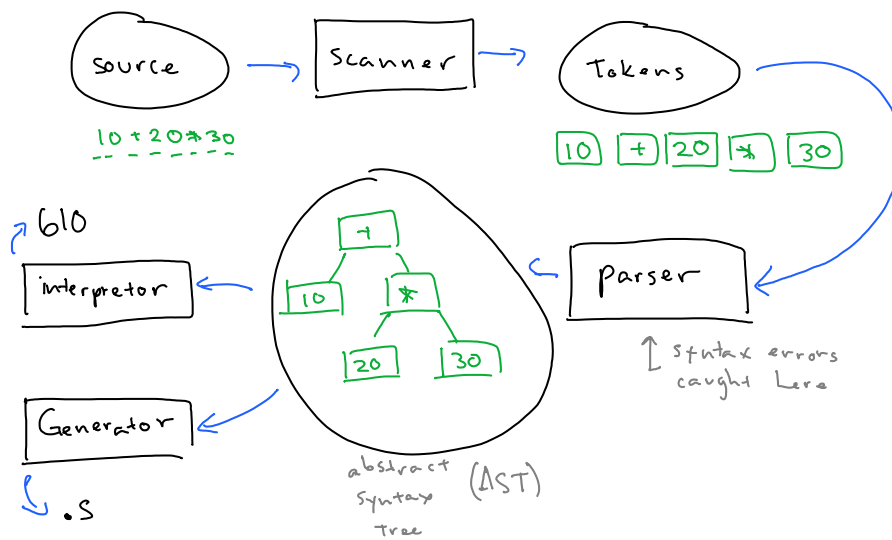 source
scanner
Tokens
10 + 20 * 30
10 + 20 * 30
610
interpretor
+
10 *
20 30
parser
syntax errors
caught here
Generator
.s
abstract
syntax
tree
(AST)